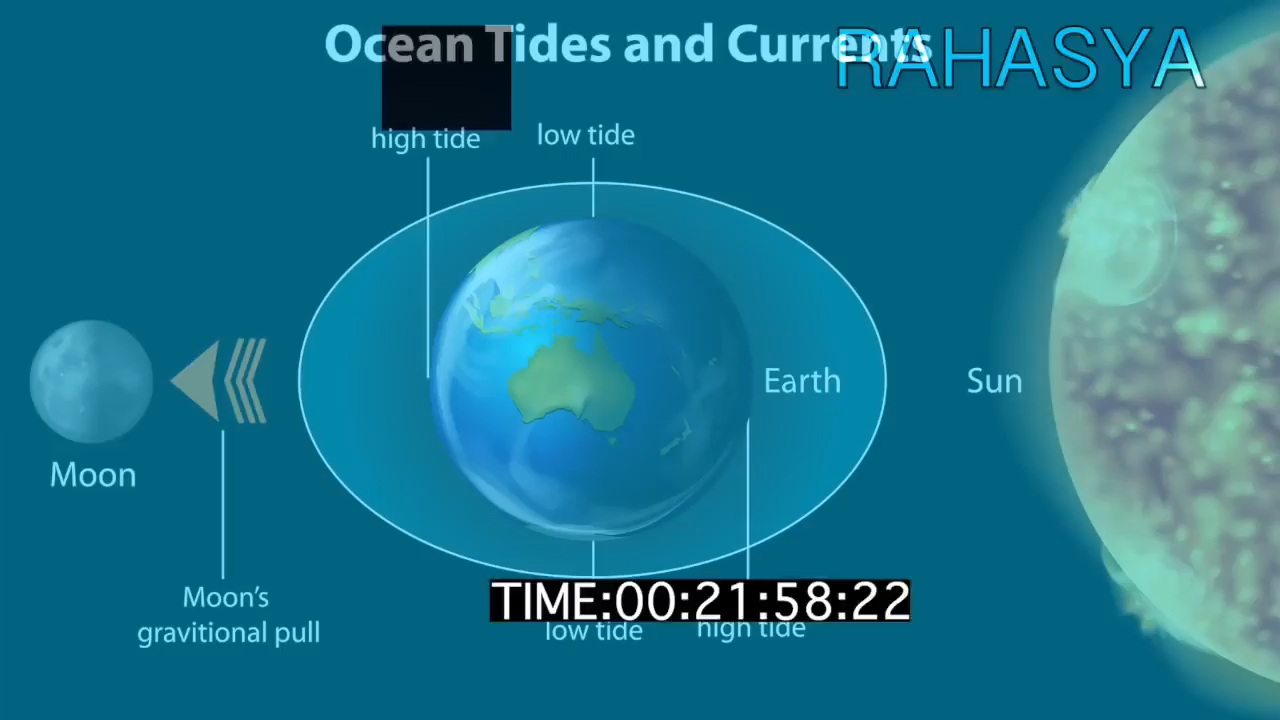 Ocean Tides and Currents
RAHASYA
high tide
low tide
Earth
Sun
Moon
Moon's
gravitional pull
TIME:00:21:58:22
low tide
high tide